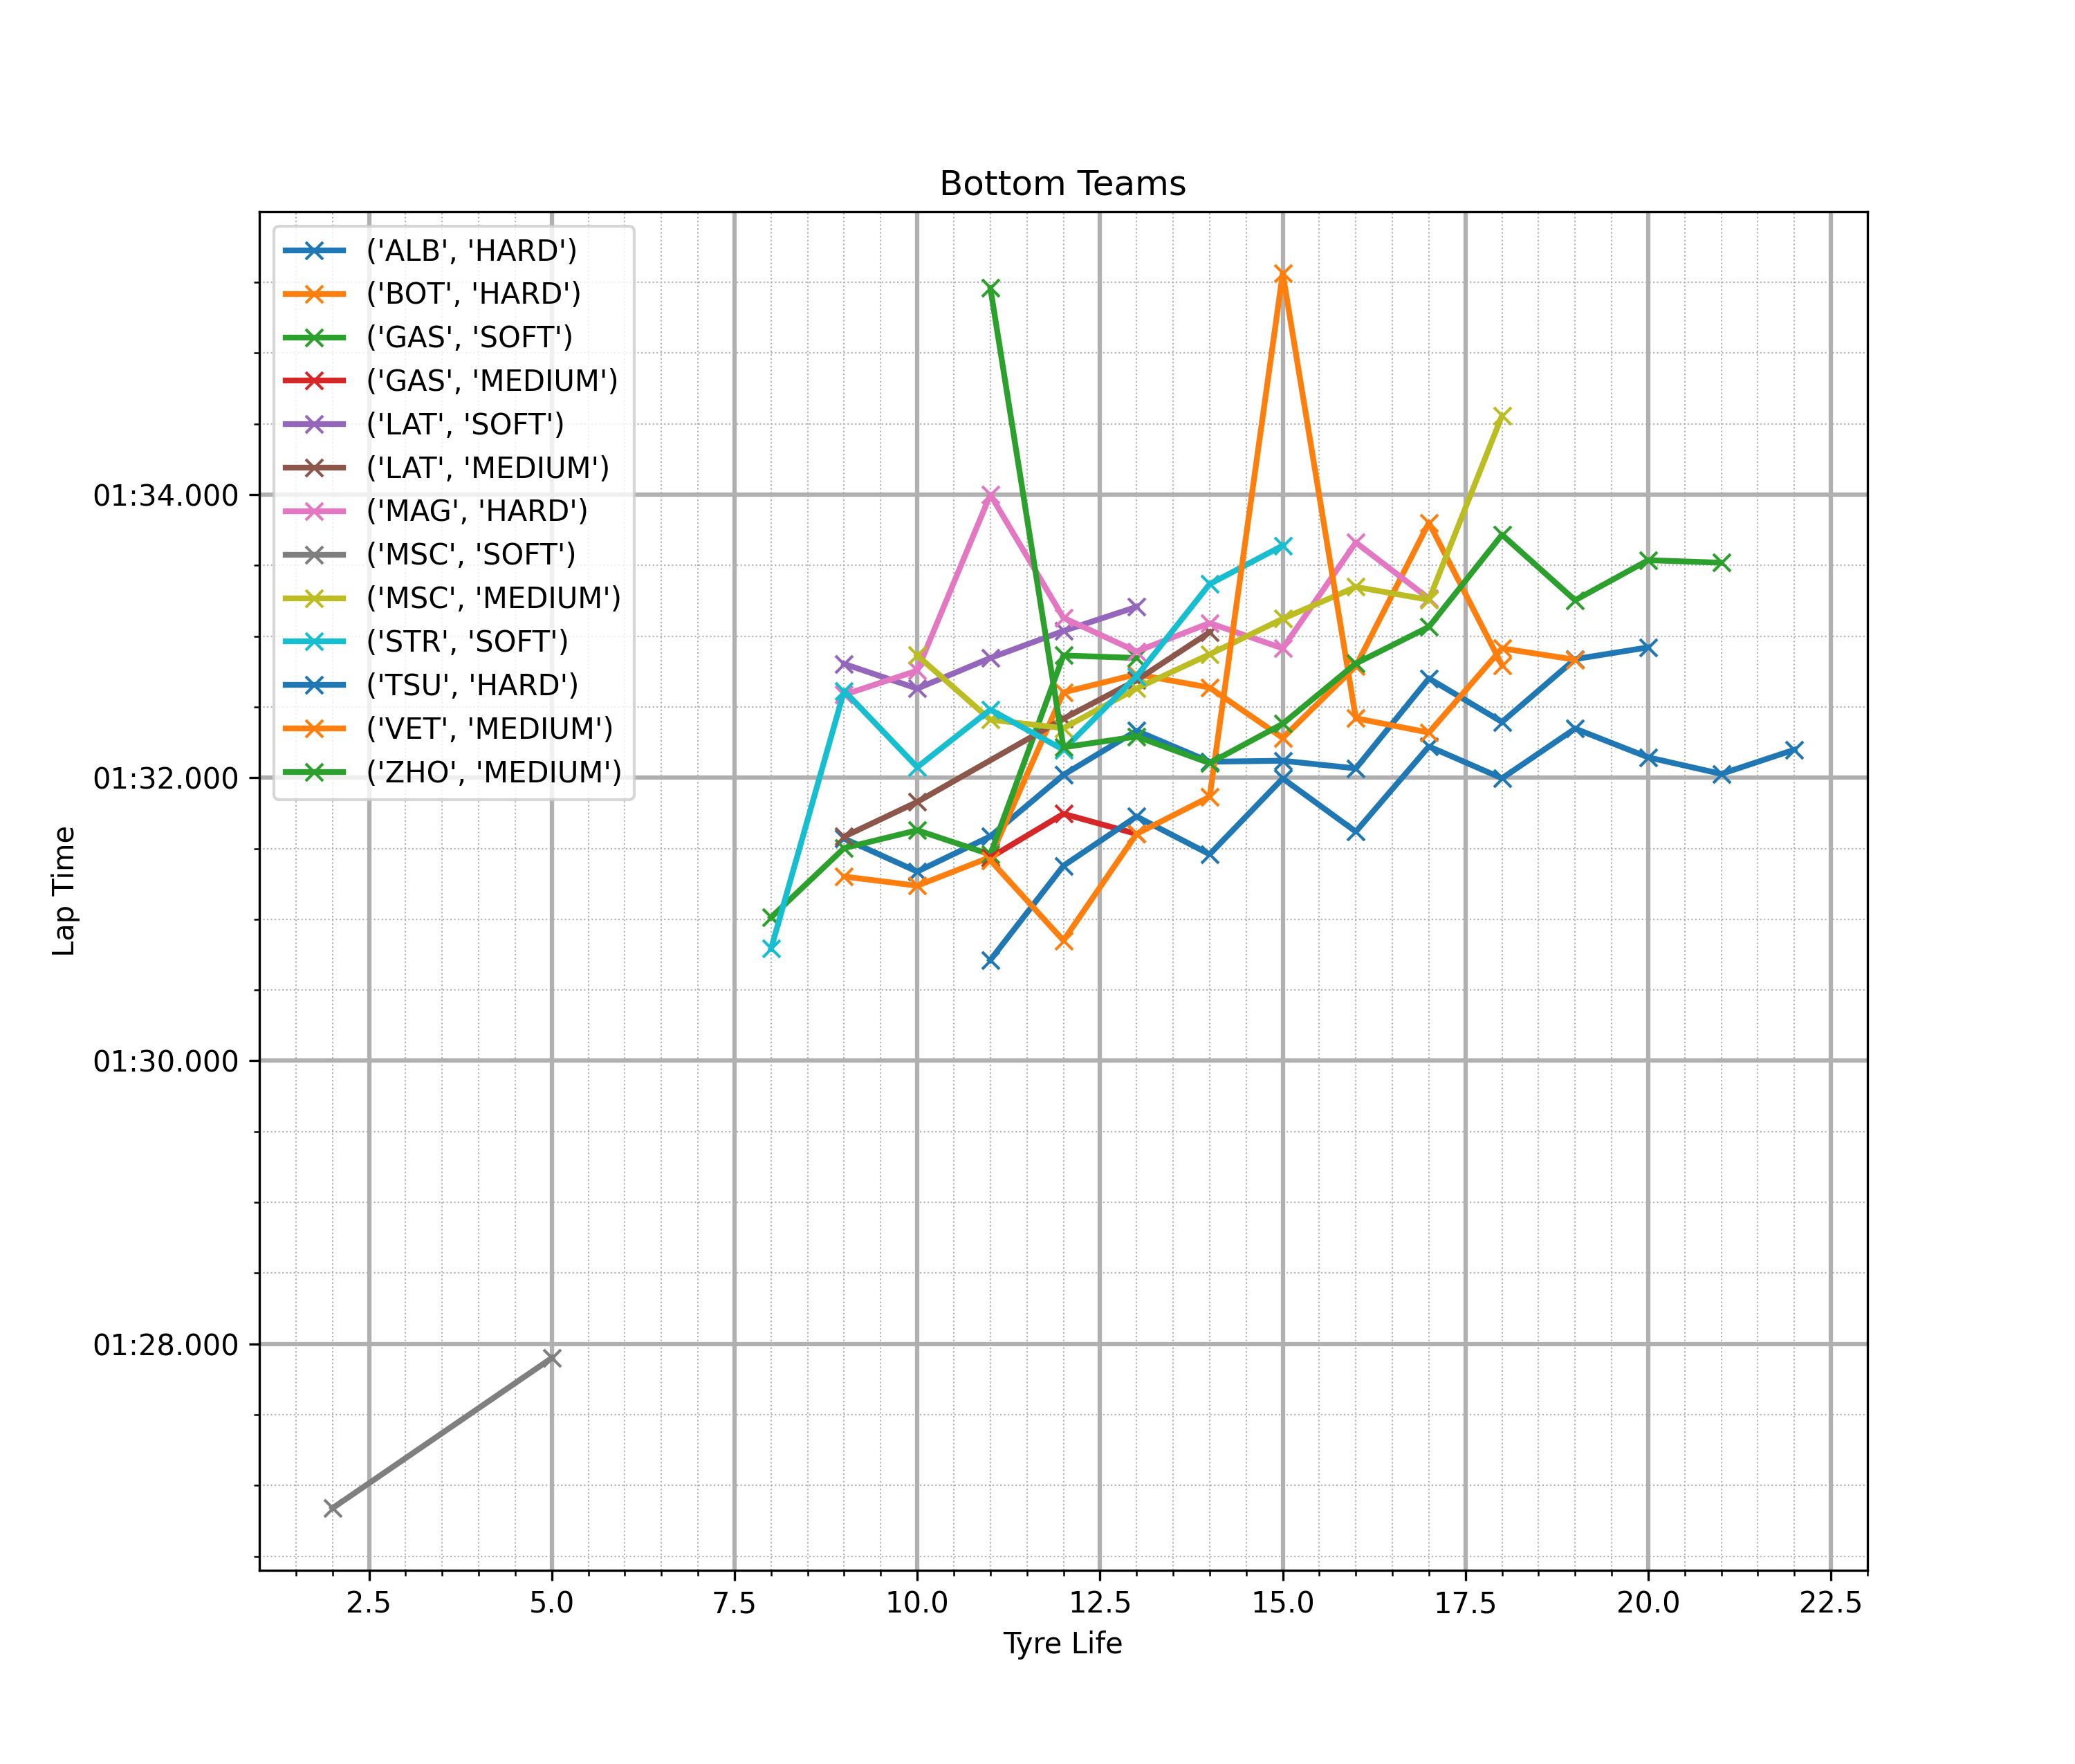 Bottom Teams
('ALB', 'HARD')
('BOT', 'HARD')
('GAS', 'SOFT')
('GAS', 'MEDIUM')
('LAT', 'SOFT')
('LAT', 'MEDIUM')
('MAG', 'HARD')
('MSC', 'SOFT')
('MSC', 'MEDIUM')
('STR', 'SOFT')
('TSU', 'HARD')
('VET', 'MEDIUM')
('ZHO', 'MEDIUM')
01:34.000
01:32.000
01:30.000
01:28.000
Lap Time
2.5 5.0 7.5 10.0 12.5 15.0 17.5 20.0 22.5
Tyre Life